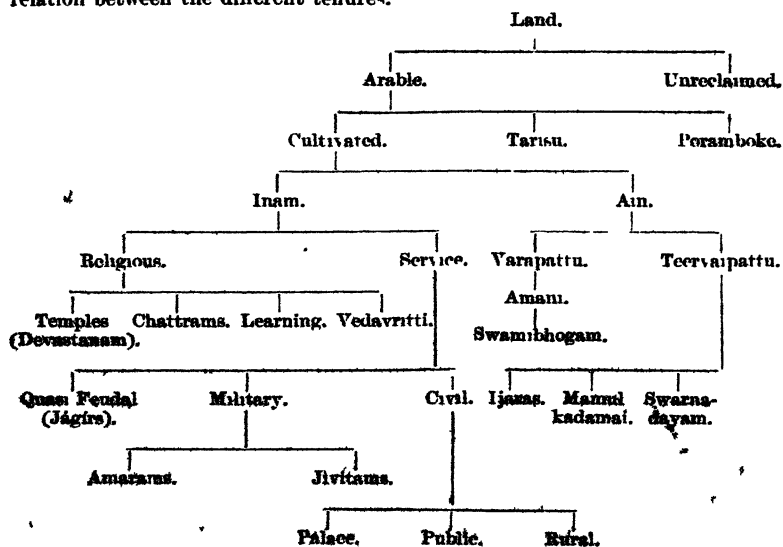 relation between the different tenures.
Land.
Arable. Unreclaimed.
Cultivated. Tarisu. Poramboke.
Inam. Ain.
Religious. Service. Varapattu. Teervaipattu.
Amani.
Temples Chattrams. Learning. Vedavritti.
(Devastanam). Swamibhogam.
Quasi Feudal Military. Civil. Ijaras. Mamul Swarna-
(Jágírs). kadamai. dayam.
Amarams. Jivitams.
Palace. Public. Rural.